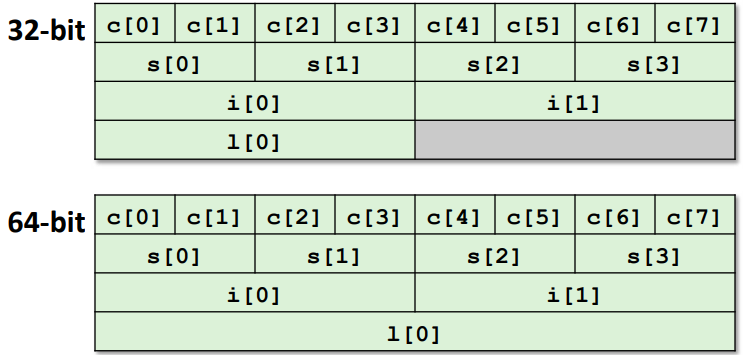 32-bit c[0] c[1] c[2] c[3] c[4] c[5] c[6] c[7]
s[0] s[1] s[2] s[3]
i[0] i[1]
l[0]
64-bit c[0] c[1] c[2] c[3] c[4] c[5] c[6] c[7]
s[0] s[1] s[2] s[3]
i[0] i[1]
l[0]